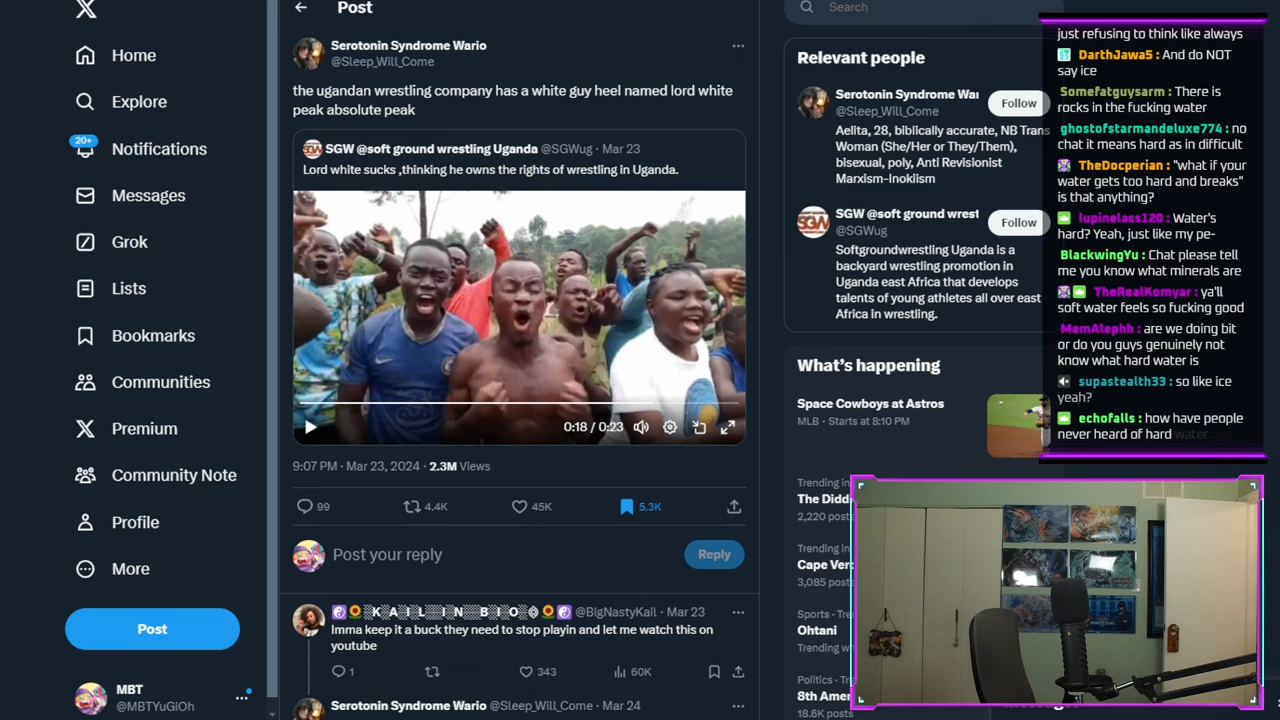 Home
Explore
20+
Notifications
Messages
Grok
Lists
Bookmarks
Communities
Premium
Community Note
Profile
More
Post
MBT
@MBTYuGiOh
Post
Serotonin Syndrome Wario
@Sleep_Will_Come
the ugandan wrestling company has a white guy heel named lord white
peak absolute peak
SGW @soft ground wrestling Uganda @SGWug · Mar 23
Lord white sucks ,thinking he owns the rights of wrestling in Uganda.
0:18 / 0:23
9:07 PM · Mar 23, 2024 · 2.3M Views
99 4.4K 45K 5.3K
Post your reply
Reply
KAIL IN BIO @BigNastyKail · Mar 23
Imma keep it a buck they need to stop playin and let me watch this on
youtube
1 343 60K
Serotonin Syndrome Wario @Sleep_Will_Come · Mar 24
Search
Relevant people
Serotonin Syndrome War
@Sleep_Will_Come
Follow
Aelita, 28, biblically accurate, NB Trans
Woman (She/Her or They/Them),
bisexual, poly, Anti Revisionist
Marxism-Inokiism
SGW @soft ground wrest
@SGWug
Follow
Softgroundwrestling Uganda is a
backyard wrestling promotion in
Uganda east Africa that develops
talents of young athletes all over east
Africa in wrestling.
What's happening
Space Cowboys at Astros
MLB · Starts at 8:10 PM
Trending in
The Diddy
2,220 posts
Trending in
Cape Ver
3,085 posts
Sports · Tre
Ohtani
Trending w
Politics ·
8th Amer
18.6K pos
just refusing to think like always
DarthJawa5 : And do NOT
say ice
Somefatguysarm : There is
rocks in the fucking water
ghostofstarmandeluxe774 : no
chat it means hard as in difficult
TheDocperian : "what if your
water gets too hard and breaks"
is that anything?
lupinelass120 : Water's
hard? Yeah, just like my pe-
BlackwingYu : Chat please tell
me you know what minerals are
TheRealKomyar : ya'll
soft water feels so fucking good
MemAlephh : are we doing bit
or do you guys genuinely not
know what hard water is
supastealth33 : so like ice
yeah?
echofalls : how have people
never heard of hard water